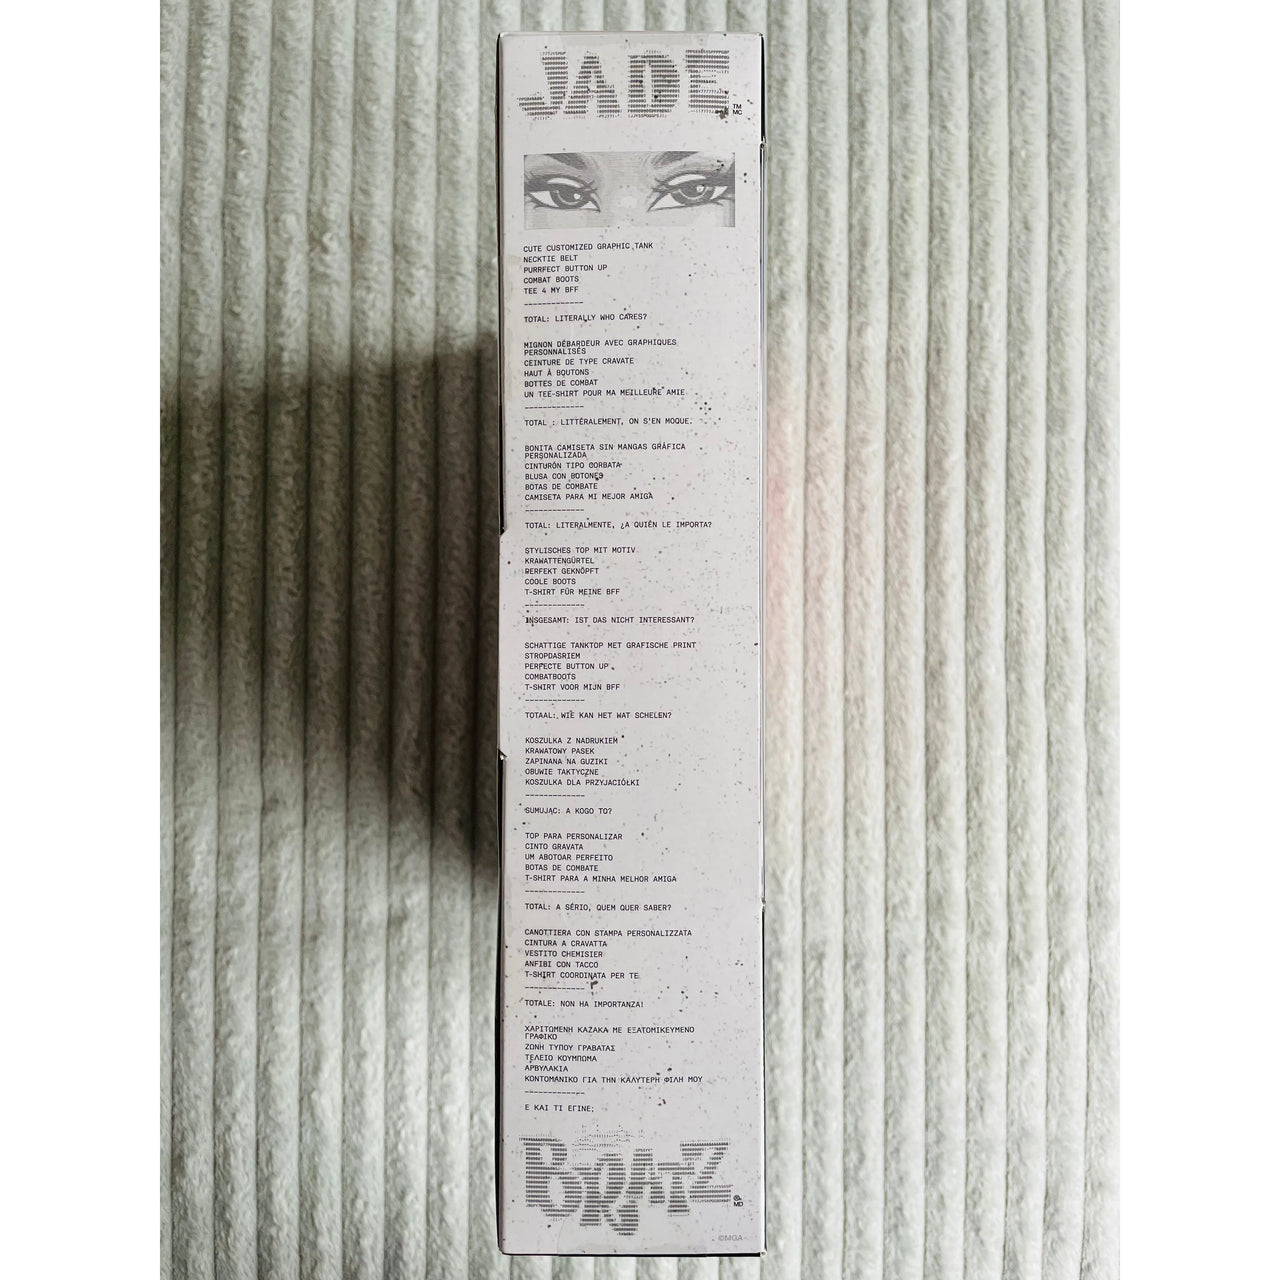 JADE
TM
MC
CUTE CUSTOMIZED GRAPHIC TANK
NECKTIE BELT
PURRFECT BUTTON UP
COMBAT BOOTS
TEE 4 MY BFF
-------------
TOTAL: LITERALLY WHO CARES?
MIGNON DÉBARDEUR AVEC GRAPHIQUES
PERSONNALISÉS
CEINTURE DE TYPE CRAVATE
HAUT À BOUTONS
BOTTES DE COMBAT
UN TEE-SHIRT POUR MA MEILLEURE AMIE
-------------
TOTAL : LITTÉRALEMENT, ON S'EN MOQUE.
BONITA CAMISETA SIN MANGAS GRÁFICA
PERSONALIZADA
CINTURÓN TIPO CORBATA
BLUSA CON BOTONES
BOTAS DE COMBATE
CAMISETA PARA MI MEJOR AMIGA
-------------
TOTAL: LITERALMENTE, ¿A QUIÉN LE IMPORTA?
STYLISCHES TOP MIT MOTIV
KRAWATTENGÜRTEL
PERFEKT GEKNÖPFT
COOLE BOOTS
T-SHIRT FÜR MEINE BFF
-------------
INSGESAMT: IST DAS NICHT INTERESSANT?
SCHATTIGE TANKTOP MET GRAFISCHE PRINT
STROPDASRIEM
PERFECTE BUTTON UP
COMBATBOOTS
T-SHIRT VOOR MIJN BFF
-------------
TOTAAL: WIE KAN HET WAT SCHELEN?
KOSZULKA Z NADRUKIEM
KRAWATOWY PASEK
ZAPINANA NA GUZIKI
OBUWIE TAKTYCZNE
KOSZULKA DLA PRZYJACIÓŁKI
-------------
SUMUJĄC: A KOGO TO?
TOP PARA PERSONALIZAR
CINTO GRAVATA
UM ABOTOAR PERFEITO
BOTAS DE COMBATE
T-SHIRT PARA A MINHA MELHOR AMIGA
-------------
TOTAL: A SÉRIO, QUEM QUER SABER?
CANOTTIERA CON STAMPA PERSONALIZZATA
CINTURA A CRAVATTA
VESTITO CHEMISIER
ANFIBI CON TACCO
T-SHIRT COORDINATA PER TE
-------------
TOTALE: NON HA IMPORTANZA!
ΧΑΡΙΤΩΜΕΝΗ ΚΑΖΑΚΑ ΜΕ ΕΞΑΤΟΜΙΚΕΥΜΕΝΟ
ΓΡΑΦΙΚΟ
ΖΩΝΗ ΤΥΠΟΥ ΓΡΑΒΑΤΑΣ
ΤΕΛΕΙΟ ΚΟΥΜΠΩΜΑ
ΑΡΒΥΛΑΚΙΑ
ΚΟΝΤΟΜΑΝΙΚΟ ΓΙΑ ΤΗΝ ΚΑΛΥΤΕΡΗ ΦΙΛΗ ΜΟΥ
-------------
Ε ΚΑΙ ΤΙ ΕΓΙΝΕ;
Bratz
®
MD
©MGA